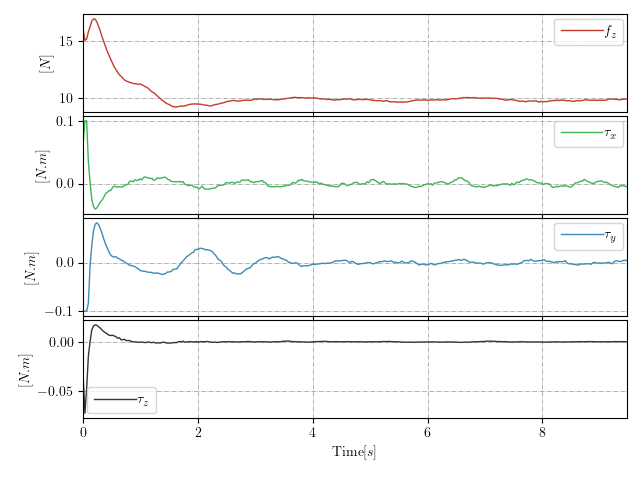 15
10
[N]
f_z
0.1
0.0
[N.m]
τ_x
0.0
−0.1
[N.m]
τ_y
0.00
−0.05
[N.m]
τ_z
0 2 4 6 8
Time[s]